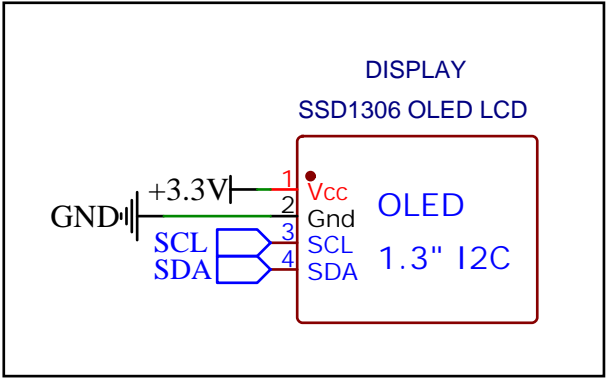 DISPLAY
SSD1306 OLED LCD
+3.3V 1 Vcc
GND 2 Gnd
OLED
SCL 3 SCL
SDA 4 SDA
1.3" I2C